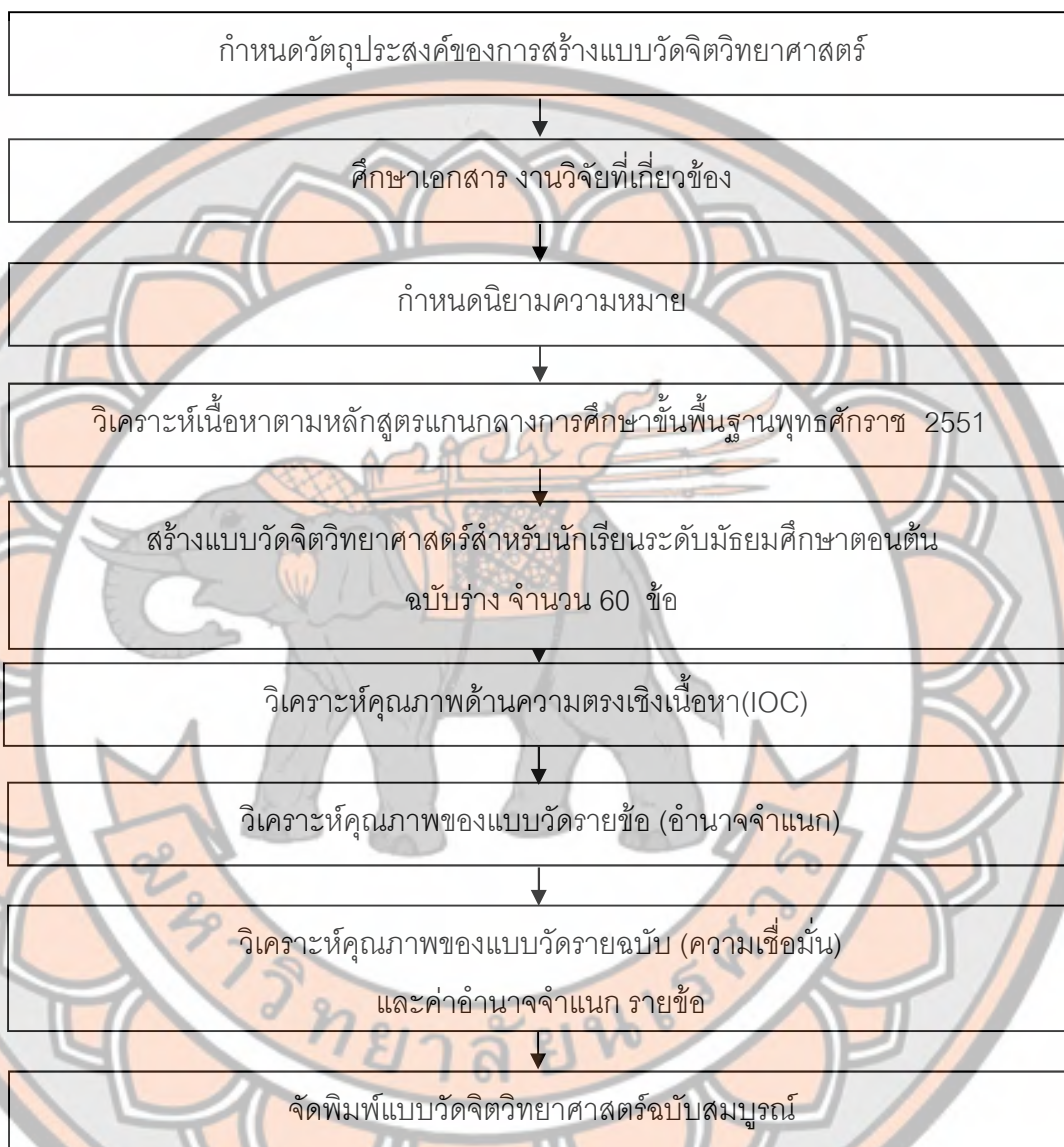 กำหนดวัตถุประสงค์ของการสร้างแบบวัดจิตวิทยาศาสตร์
ศึกษาเอกสาร งานวิจัยที่เกี่ยวข้อง
กำหนดนิยามความหมาย
วิเคราะห์เนื้อหาตามหลักสูตรแกนกลางการศึกษาขั้นพื้นฐานพุทธศักราช 2551
สร้างแบบวัดจิตวิทยาศาสตร์สำหรับนักเรียนระดับมัธยมศึกษาตอนต้น
ฉบับร่าง จำนวน 60 ข้อ
วิเคราะห์คุณภาพด้านความตรงเชิงเนื้อหา(IOC)
วิเคราะห์คุณภาพของแบบวัดรายข้อ (อำนาจจำแนก)
วิเคราะห์คุณภาพของแบบวัดรายฉบับ (ความเชื่อมั่น)
และค่าอำนาจจำแนก รายข้อ
จัดพิมพ์แบบวัดจิตวิทยาศาสตร์ฉบับสมบูรณ์
มหาวิทยาลัยนเรศวร